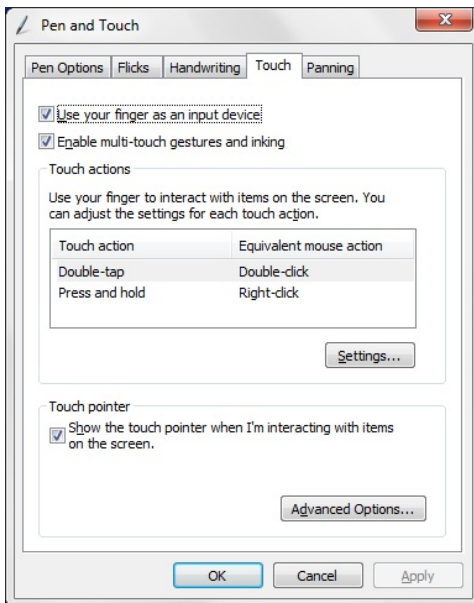 Pen and Touch
Pen Options Flicks Handwriting Touch Panning
Use your finger as an input device
Enable multi-touch gestures and inking
Touch actions
Use your finger to interact with items on the screen. You
can adjust the settings for each touch action.
Touch action Equivalent mouse action
Double-tap Double-click
Press and hold Right-click
Settings...
Touch pointer
Show the touch pointer when I'm interacting with items
on the screen.
Advanced Options...
OK Cancel Apply